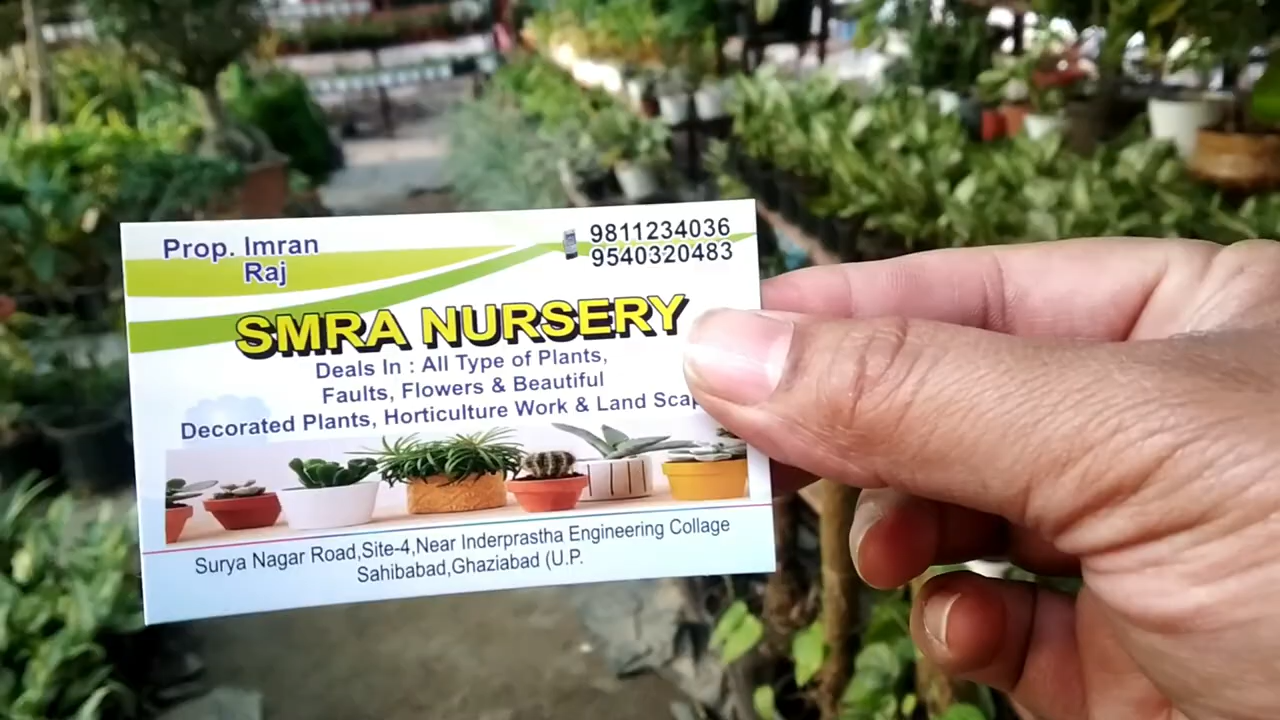 Prop. Imran
Raj
9811234036
9540320483
SMRA NURSERY
Deals In : All Type of Plants,
Faults, Flowers & Beautiful
Decorated Plants, Horticulture Work & Land
Surya Nagar Road,Site-4,Near Inderprastha Engineering Collage
Sahibabad,Ghaziabad (U.P.